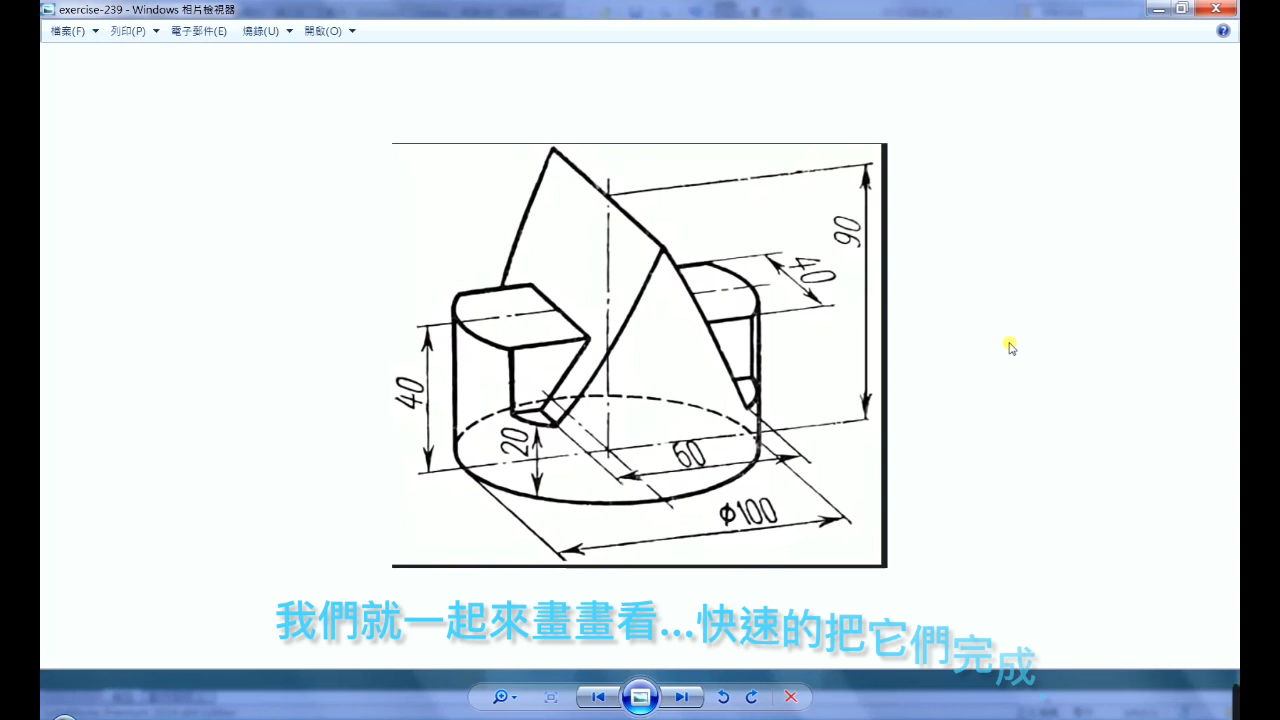 exercise-239 - Windows 相片檢視器
檔案(F) 列印(P) 電子郵件(E) 燒錄(U) 開啟(O)
90
40
40
20
60
ϕ100
我們就一起來畫畫看...快速的把它們完成